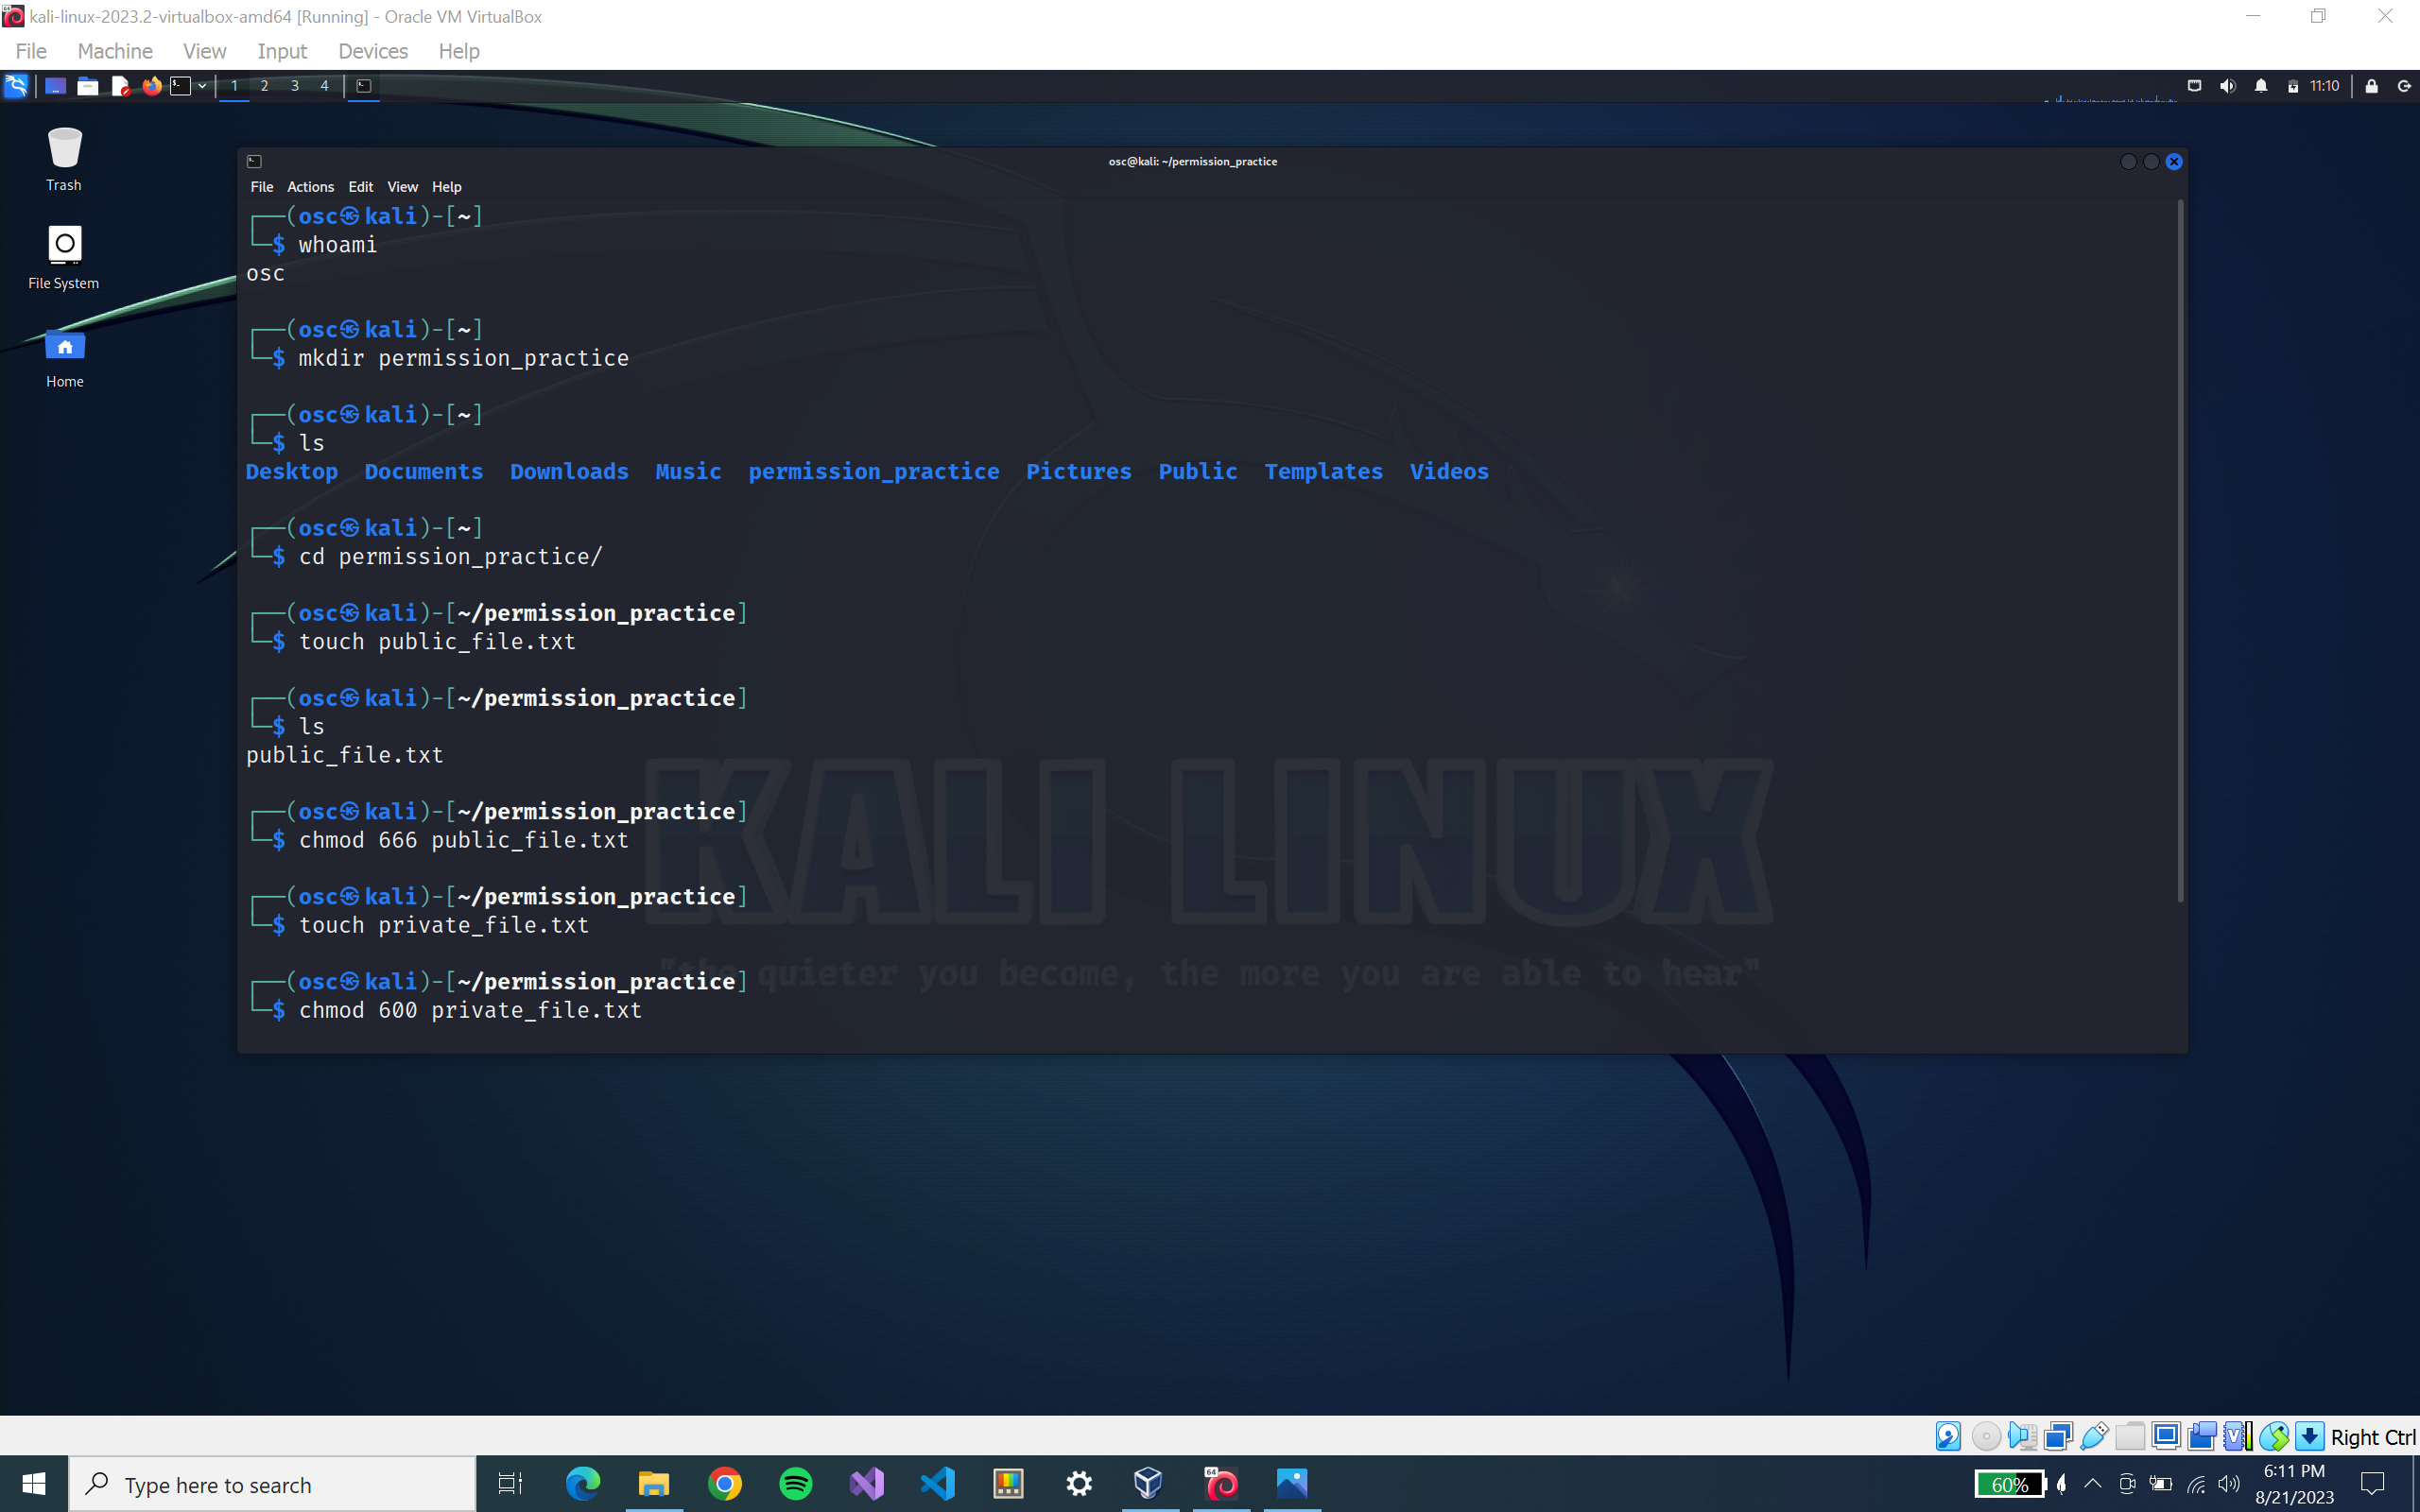 kali-linux-2023.2-virtualbox-amd64 [Running] - Oracle VM VirtualBox
File Machine View Input Devices Help
1 2 3 4
11:10
Trash
File System
Home
osc@kali: ~/permission_practice
File Actions Edit View Help
┌──(osc㉿kali)-[~]
└─$ whoami
osc
┌──(osc㉿kali)-[~]
└─$ mkdir permission_practice
┌──(osc㉿kali)-[~]
└─$ ls
Desktop Documents Downloads Music permission_practice Pictures Public Templates Videos
┌──(osc㉿kali)-[~]
└─$ cd permission_practice/
┌──(osc㉿kali)-[~/permission_practice]
└─$ touch public_file.txt
┌──(osc㉿kali)-[~/permission_practice]
└─$ ls
public_file.txt
┌──(osc㉿kali)-[~/permission_practice]
└─$ chmod 666 public_file.txt
┌──(osc㉿kali)-[~/permission_practice]
└─$ touch private_file.txt
┌──(osc㉿kali)-[~/permission_practice]
└─$ chmod 600 private_file.txt
KALI LINUX
"the quieter you become, the more you are able to hear"
Right Ctrl
Type here to search
64
60%
6:11 PM
8/21/2023